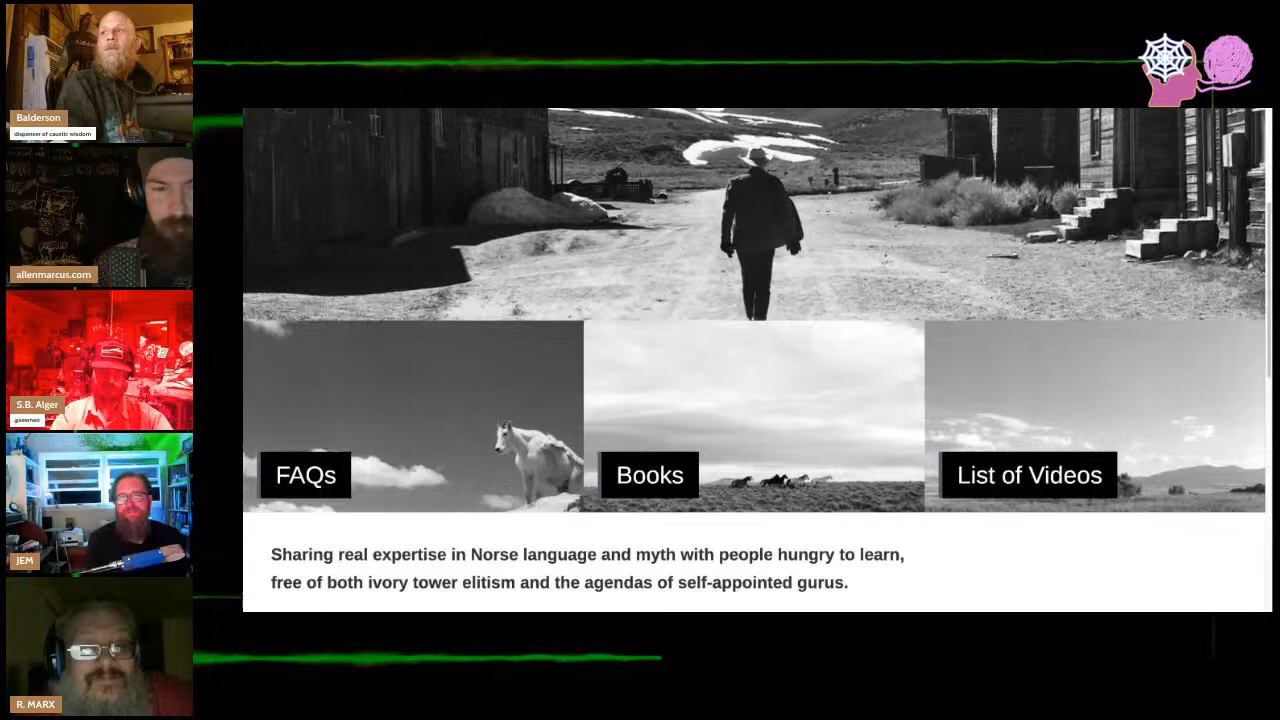 Balderson
dispenser of caustic wisdom
allenmarcus.com
S.B. Alger
JEM
R. MARX
FAQs
Books
List of Videos
Sharing real expertise in Norse language and myth with people hungry to learn,
free of both ivory tower elitism and the agendas of self-appointed gurus.